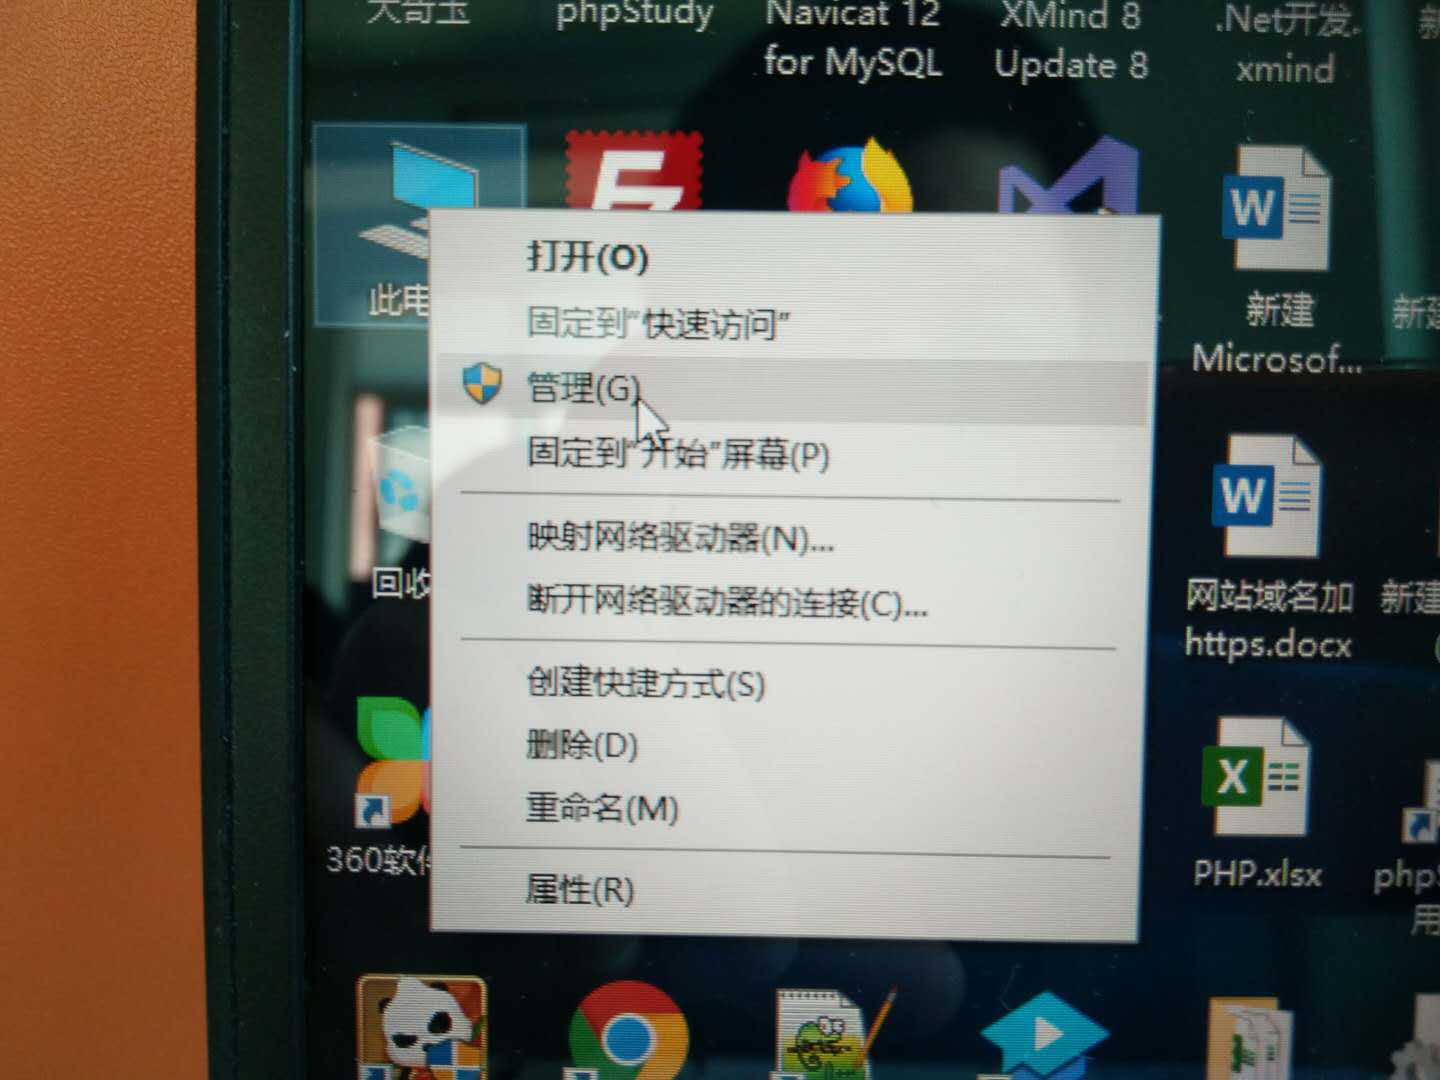 大奇宝
phpStudy
Navicat 12
for MySQL
XMind 8
Update 8
.Net开发.
xmind
此电
打开(O)
固定到"快速访问"
管理(G)
固定到"开始"屏幕(P)
映射网络驱动器(N)...
断开网络驱动器的连接(C)...
创建快捷方式(S)
删除(D)
重命名(M)
属性(R)
新建
Microsof...
新建
回收
网站域名加
https.docx
新建
360软件
PHP.xlsx
phpS
用